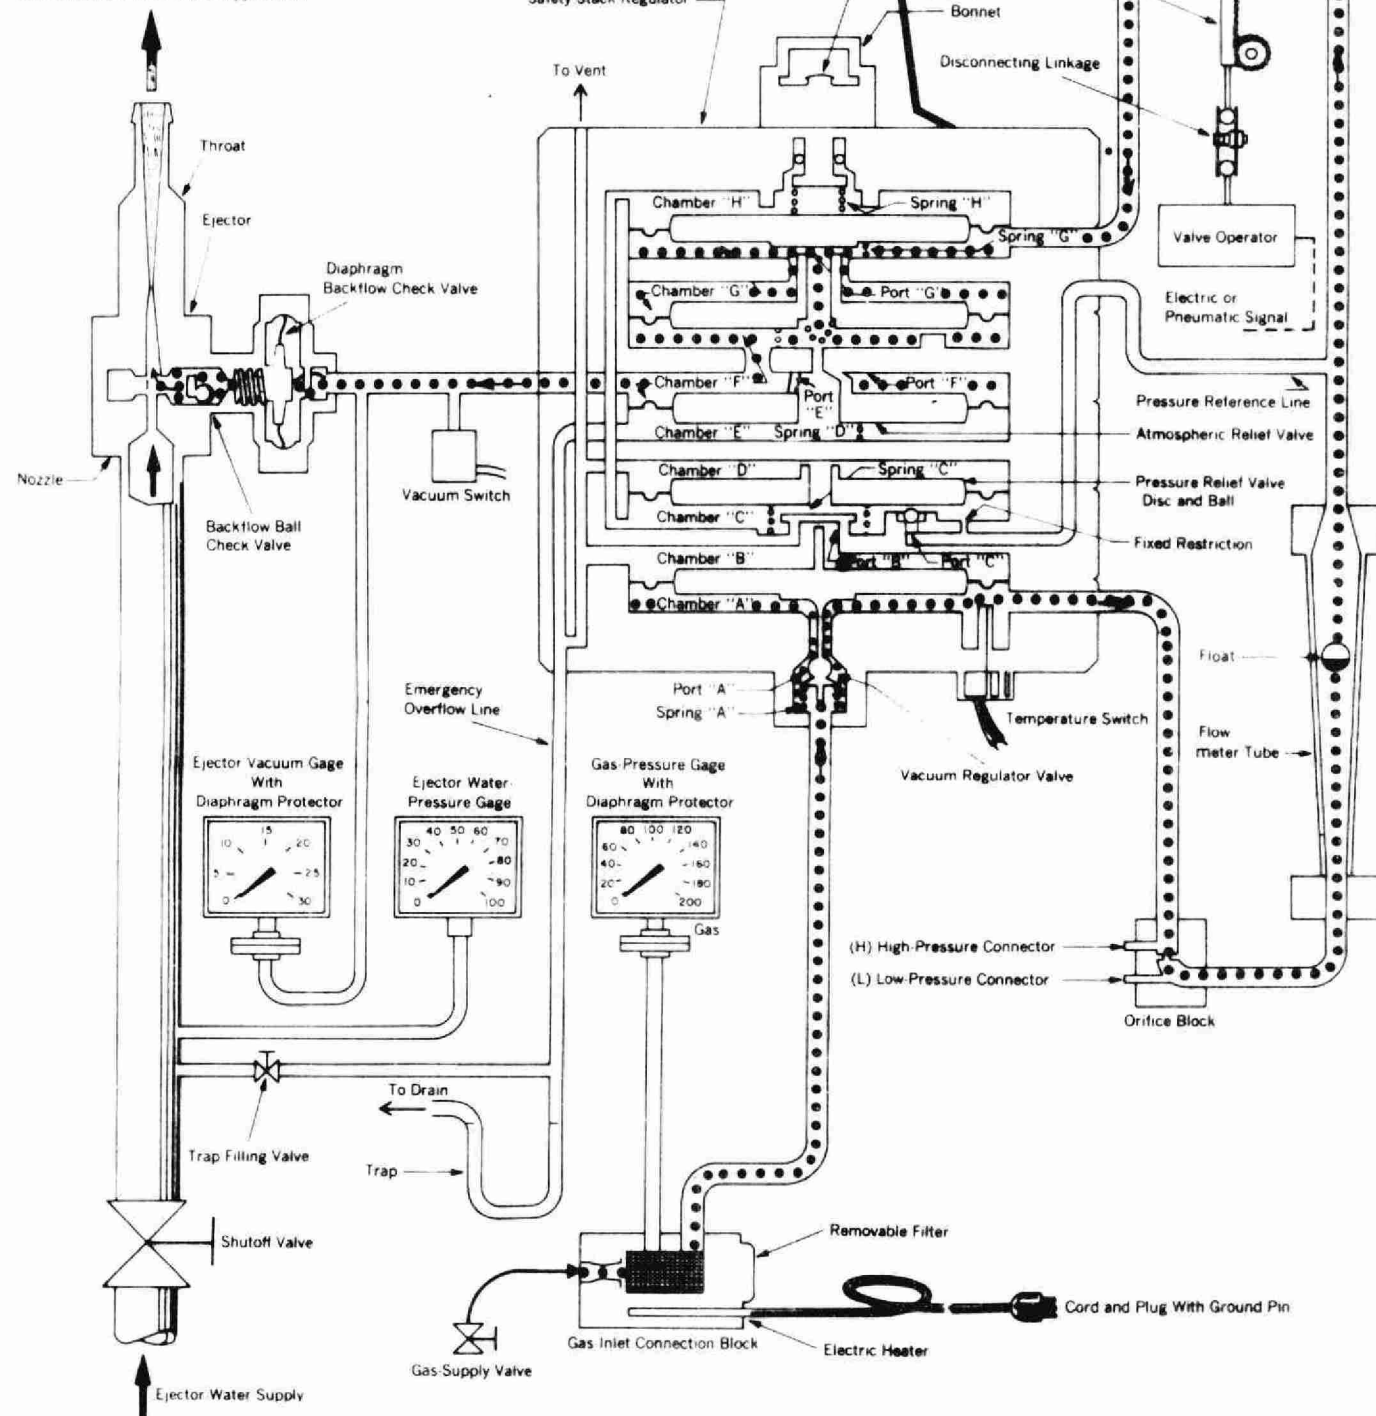 Safety Stack Regulator
Bonnet
To Vent
Disconnecting Linkage
Throat
Ejector
Chamber "H"
Spring "H"
Spring "G"
Valve Operator
Diaphragm
Backflow Check Valve
Chamber "G"
Port "G"
Electric or
Pneumatic Signal
Chamber "F"
Port "F"
Port
"E"
Pressure Reference Line
Chamber "E"
Spring "D"
Atmospheric Relief Valve
Nozzle
Vacuum Switch
Chamber "D"
Spring "C"
Pressure Relief Valve
Disc and Ball
Backflow Ball
Check Valve
Chamber "C"
Fixed Restriction
Chamber "B"
Port "B"
Port "C"
Chamber "A"
Float
Emergency
Overflow Line
Port "A"
Spring "A"
Temperature Switch
Flow
meter Tube
Vacuum Regulator Valve
Ejector Vacuum Gage
With
Diaphragm Protector
Ejector Water-
Pressure Gage
Gas-Pressure Gage
With
Diaphragm Protector
0 5 10 15 20 25 30
0 10 20 30 40 50 60 70 80 90 100
0 20 40 60 80 100 120 140 160 180 200
Gas
(H) High-Pressure Connector
(L) Low-Pressure Connector
Orifice Block
To Drain
Trap Filling Valve
Trap
Shutoff Valve
Removable Filter
Cord and Plug With Ground Pin
Gas Inlet Connection Block
Electric Heater
Gas-Supply Valve
Ejector Water Supply